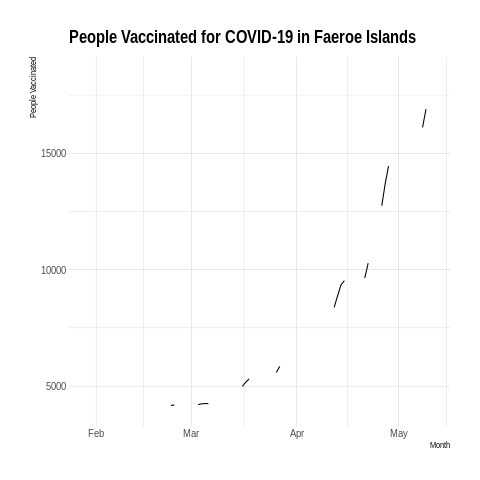 People Vaccinated for COVID-19 in Faeroe Islands
People Vaccinated
15000
10000
5000
Feb Mar Apr May
Month